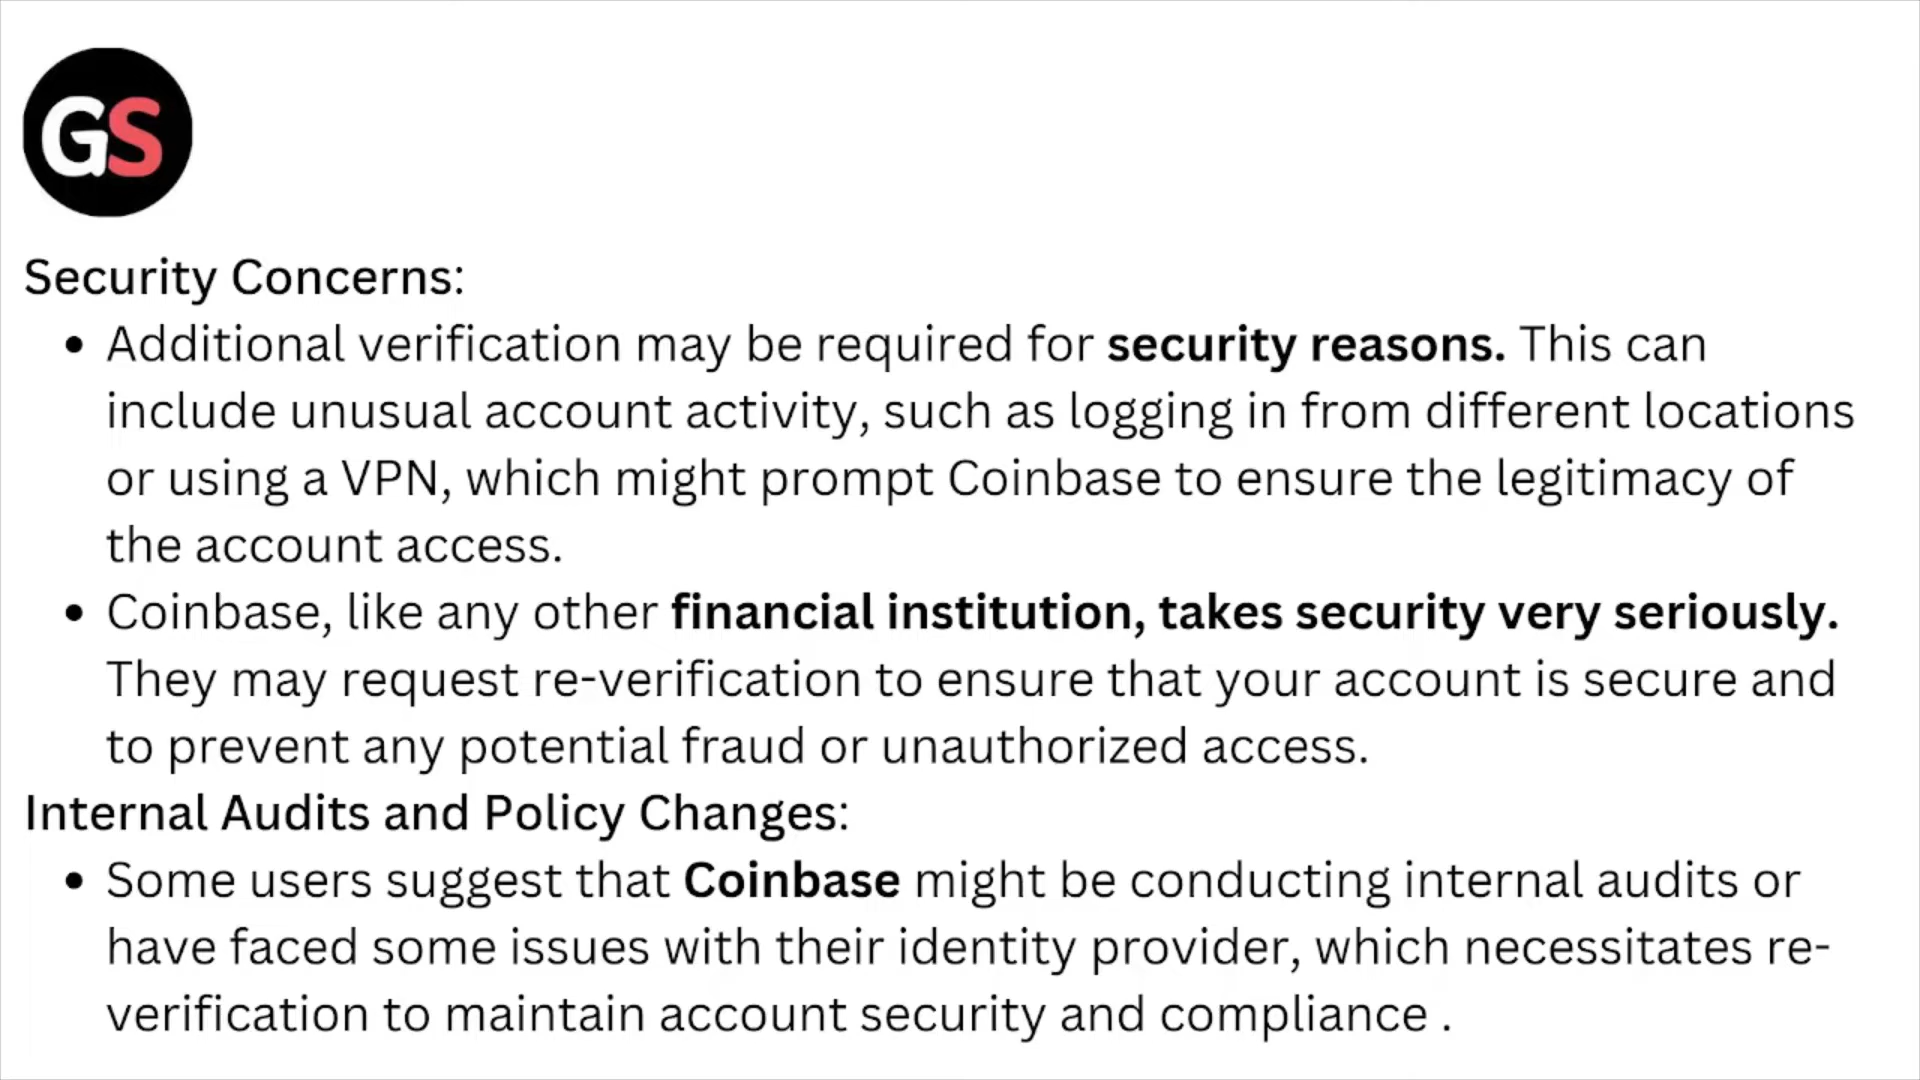 GS
Security Concerns:
• Additional verification may be required for security reasons. This can
include unusual account activity, such as logging in from different locations
or using a VPN, which might prompt Coinbase to ensure the legitimacy of
the account access.
• Coinbase, like any other financial institution, takes security very seriously.
They may request re-verification to ensure that your account is secure and
to prevent any potential fraud or unauthorized access.
Internal Audits and Policy Changes:
• Some users suggest that Coinbase might be conducting internal audits or
have faced some issues with their identity provider, which necessitates re-
verification to maintain account security and compliance .